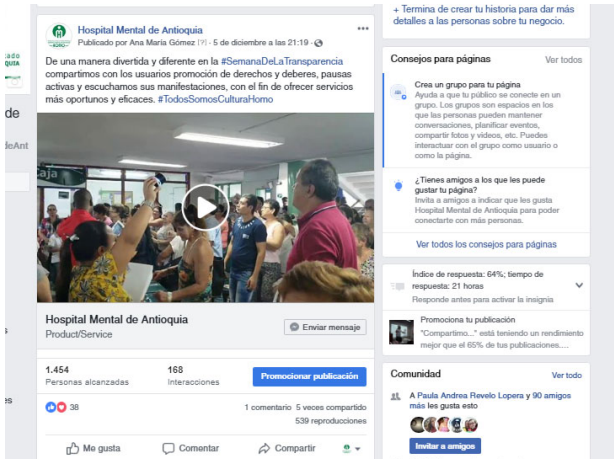 + Termina de crear tu historia para dar más
detalles a las personas sobre tu negocio.
Hospital Mental de Antioquia
Publicado por Ana María Gómez [?] · 5 de diciembre a las 21:19 ·
De una manera divertida y diferente en la #SemanaDeLaTransparencia
compartimos con los usuarios promoción de derechos y deberes, pausas
activas y escuchamos sus manifestaciones, con el fin de ofrecer servicios
más oportunos y eficaces. #TodosSomosCulturaHomo
de
deAnt
Caja
Hospital Mental de Antioquia
Product/Service
Enviar mensaje
1.454
Personas alcanzadas
168
Interacciones
Promocionar publicación
38
1 comentario 5 veces compartido
539 reproducciones
Me gusta
Comentar
Compartir
Consejos para páginas
Ver todos
Crea un grupo para tu página
Ayuda a que tu público se conecte en un
grupo. Los grupos son espacios en los
que las personas pueden mantener
conversaciones, planificar eventos,
compartir fotos y videos, etc. Puedes
interactuar con el grupo como usuario o
como la página.
¿Tienes amigos a los que les puede
gustar tu página?
Invita a amigos a indicar que les gusta
Hospital Mental de Antioquia para poder
conectarte con más personas.
Ver todos los consejos para páginas
Índice de respuesta: 64%; tiempo de
respuesta: 21 horas
Responde antes para activar la insignia
Promociona tu publicación
"Compartimo..." está teniendo un rendimiento
mejor que el 65% de tus publicaciones....
Comunidad
Ver todo
A Paula Andrea Revelo Lopera y 90 amigos
más les gusta esto
Invitar a amigos